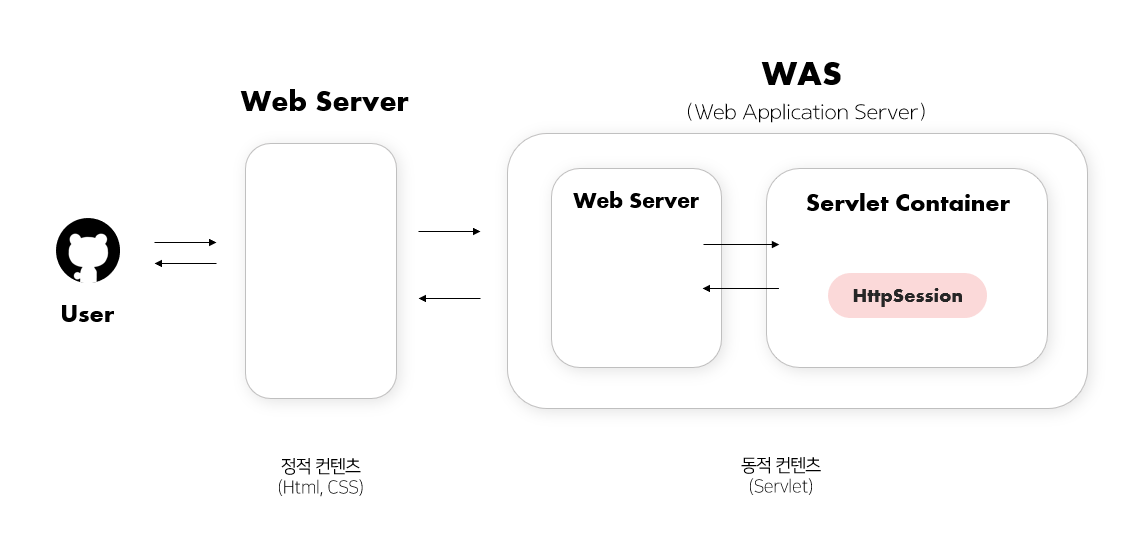 WAS
(Web Application Server)
Web Server
Web Server
Servlet Container
HttpSession
User
정적 컨텐츠
(Html, CSS)
동적 컨텐츠
(Servlet)